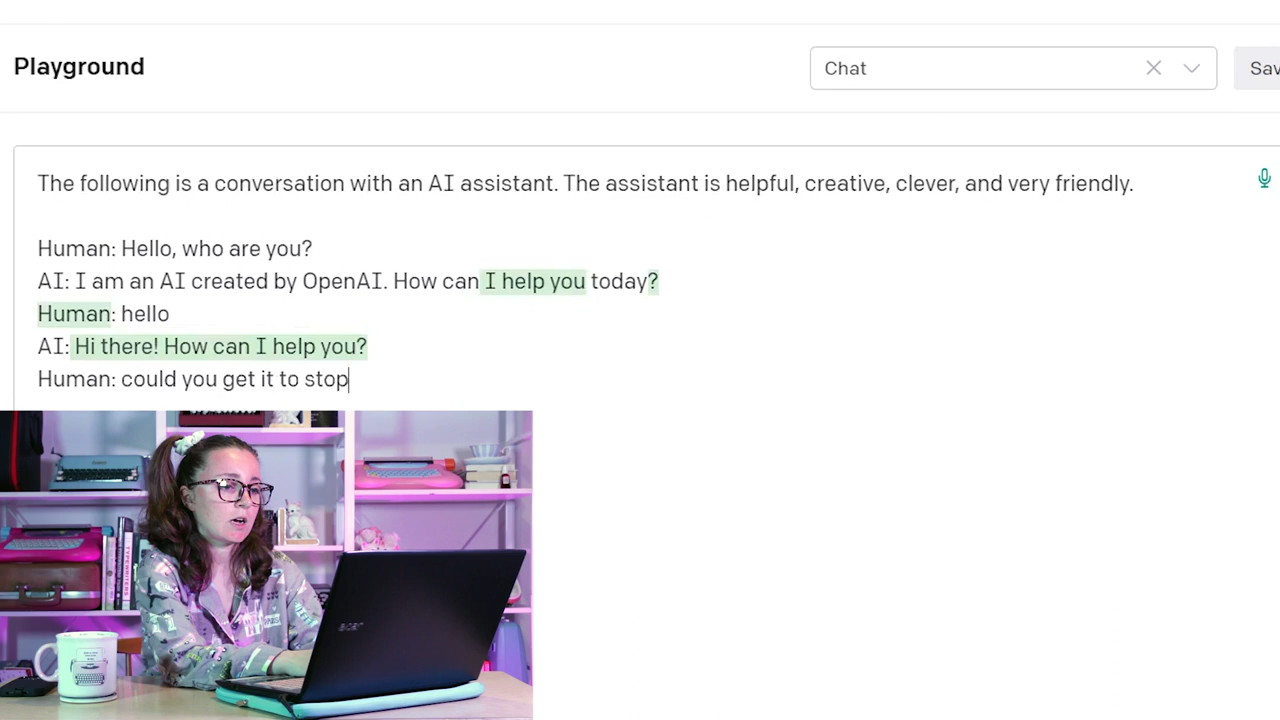 Playground
Chat
Sav
The following is a conversation with an AI assistant. The assistant is helpful, creative, clever, and very friendly.
Human: Hello, who are you?
AI: I am an AI created by OpenAI. How can I help you today?
Human: hello
AI: Hi there! How can I help you?
Human: could you get it to stop
acer